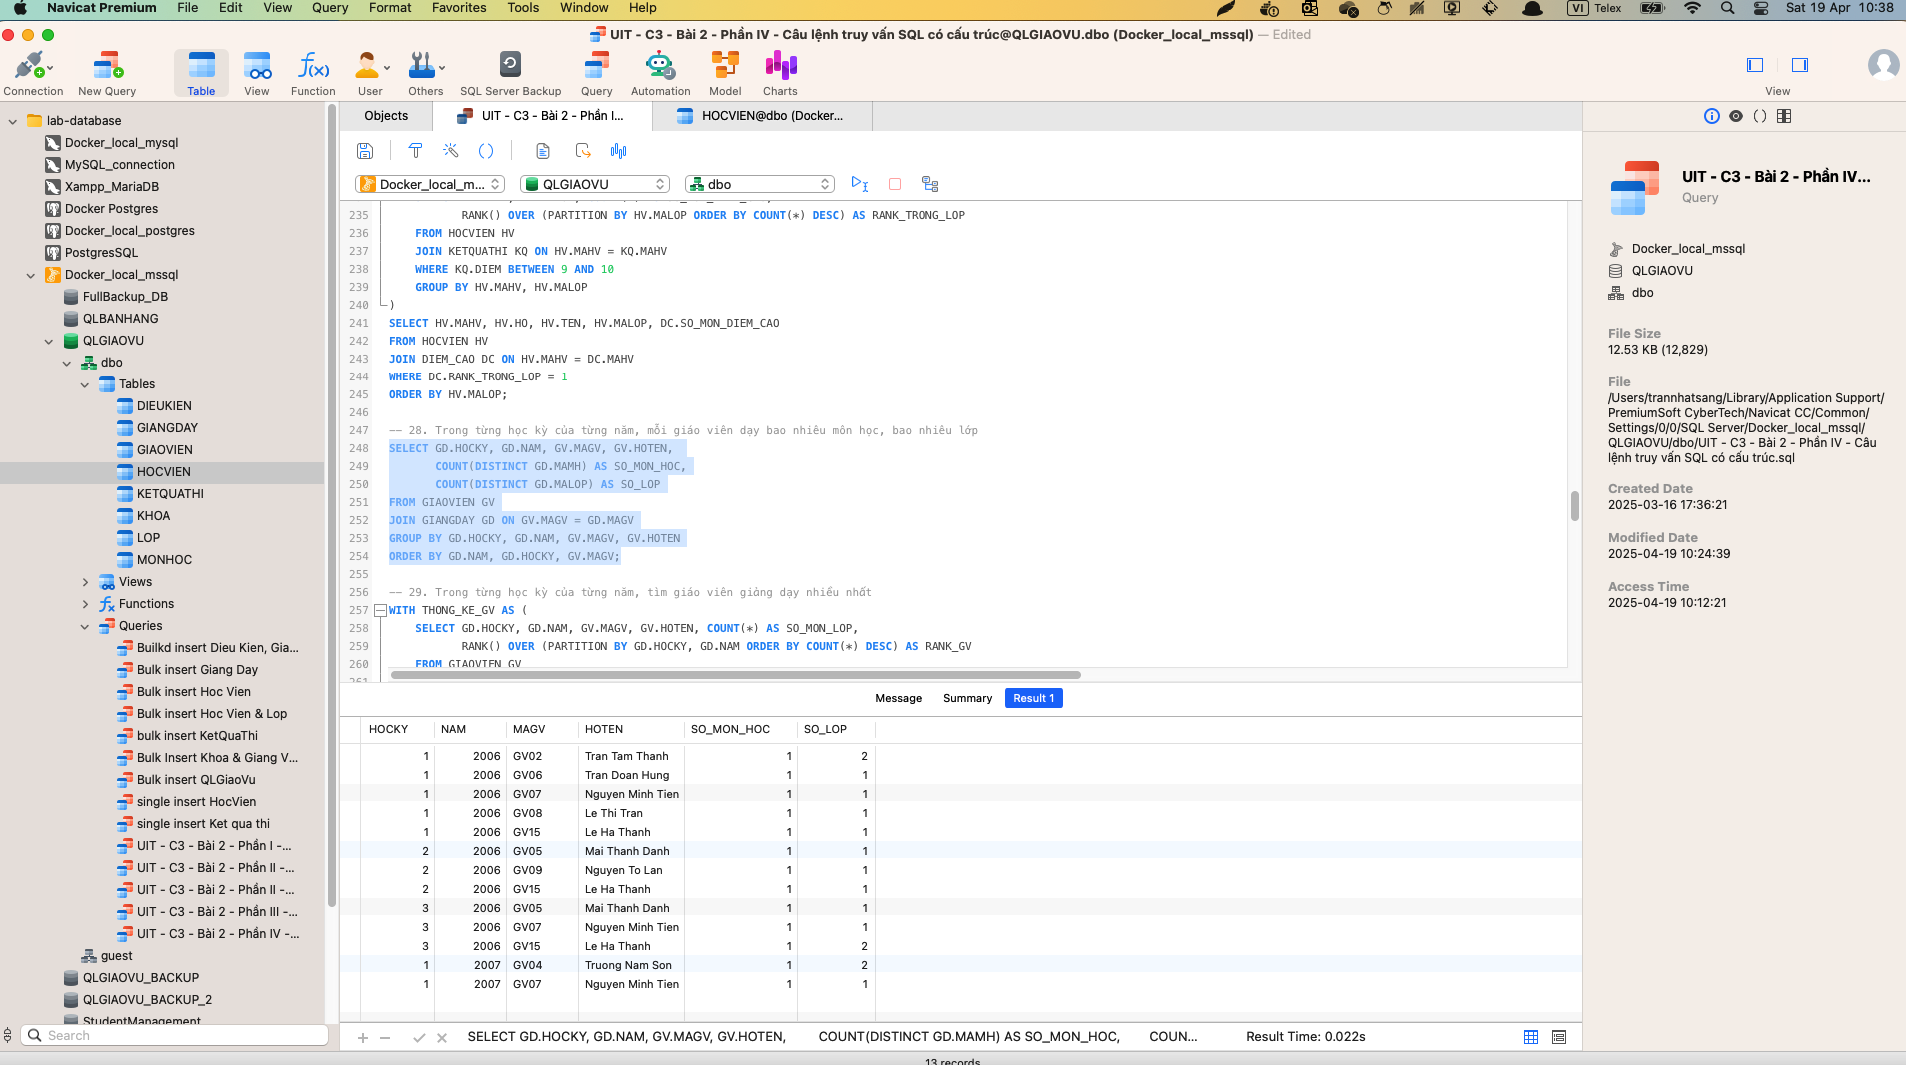 Navicat Premium File Edit View Query Format Favorites Tools Window Help VI Telex Sat 19 Apr 10:38
UIT - C3 - Bài 2 - Phần IV - Câu lệnh truy vấn SQL có cấu trúc@QLGIAOVU.dbo (Docker_local_mssql) — Edited
Connection New Query Table View Function User Others SQL Server Backup Query Automation Model Charts View
lab-database
Docker_local_mysql
MySQL_connection
Xampp_MariaDB
Docker Postgres
Docker_local_postgres
PostgresSQL
Docker_local_mssql
FullBackup_DB
QLBANHANG
QLGIAOVU
dbo
Tables
DIEUKIEN
GIANGDAY
GIAOVIEN
HOCVIEN
KETQUATHI
KHOA
LOP
MONHOC
Views
Functions
Queries
Builkd insert Dieu Kien, Gia...
Bulk insert Giang Day
Bulk insert Hoc Vien
Bulk insert Hoc Vien & Lop
bulk insert KetQuaThi
Bulk Insert Khoa & Giang V...
Bulk insert QLGiaoVu
single insert HocVien
single insert Ket qua thi
UIT - C3 - Bài 2 - Phần I -...
UIT - C3 - Bài 2 - Phần II -...
UIT - C3 - Bài 2 - Phần II -...
UIT - C3 - Bài 2 - Phần III -...
UIT - C3 - Bài 2 - Phần IV -...
guest
QLGIAOVU_BACKUP
QLGIAOVU_BACKUP_2
StudentManagement
Search
Objects UIT - C3 - Bài 2 - Phần I... HOCVIEN@dbo (Docker...
Docker_local_m... QLGIAOVU dbo
235 RANK() OVER (PARTITION BY HV.MALOP ORDER BY COUNT(*) DESC) AS RANK_TRONG_LOP
236 FROM HOCVIEN HV
237 JOIN KETQUATHI KQ ON HV.MAHV = KQ.MAHV
238 WHERE KQ.DIEM BETWEEN 9 AND 10
239 GROUP BY HV.MAHV, HV.MALOP
240 )
241 SELECT HV.MAHV, HV.HO, HV.TEN, HV.MALOP, DC.SO_MON_DIEM_CAO
242 FROM HOCVIEN HV
243 JOIN DIEM_CAO DC ON HV.MAHV = DC.MAHV
244 WHERE DC.RANK_TRONG_LOP = 1
245 ORDER BY HV.MALOP;
246
247 -- 28. Trong từng học kỳ của từng năm, mỗi giáo viên dạy bao nhiêu môn học, bao nhiêu lớp
248 SELECT GD.HOCKY, GD.NAM, GV.MAGV, GV.HOTEN,
249 COUNT(DISTINCT GD.MAMH) AS SO_MON_HOC,
250 COUNT(DISTINCT GD.MALOP) AS SO_LOP
251 FROM GIAOVIEN GV
252 JOIN GIANGDAY GD ON GV.MAGV = GD.MAGV
253 GROUP BY GD.HOCKY, GD.NAM, GV.MAGV, GV.HOTEN
254 ORDER BY GD.NAM, GD.HOCKY, GV.MAGV;
255
256 -- 29. Trong từng học kỳ của từng năm, tìm giáo viên giảng dạy nhiều nhất
257 WITH THONG_KE_GV AS (
258 SELECT GD.HOCKY, GD.NAM, GV.MAGV, GV.HOTEN, COUNT(*) AS SO_MON_LOP,
259 RANK() OVER (PARTITION BY GD.HOCKY, GD.NAM ORDER BY COUNT(*) DESC) AS RANK_GV
260 FROM GIAOVIEN GV
261
Message Summary Result 1
HOCKY NAM MAGV HOTEN SO_MON_HOC SO_LOP
1 2006 GV02 Tran Tam Thanh 1 2
1 2006 GV06 Tran Doan Hung 1 1
1 2006 GV07 Nguyen Minh Tien 1 1
1 2006 GV08 Le Thi Tran 1 1
1 2006 GV15 Le Ha Thanh 1 1
2 2006 GV05 Mai Thanh Danh 1 1
2 2006 GV09 Nguyen To Lan 1 1
2 2006 GV15 Le Ha Thanh 1 1
3 2006 GV05 Mai Thanh Danh 1 1
3 2006 GV07 Nguyen Minh Tien 1 1
3 2006 GV15 Le Ha Thanh 1 2
1 2007 GV04 Truong Nam Son 1 2
1 2007 GV07 Nguyen Minh Tien 1 1
SELECT GD.HOCKY, GD.NAM, GV.MAGV, GV.HOTEN, COUNT(DISTINCT GD.MAMH) AS SO_MON_HOC, COUN... Result Time: 0.022s
13 records
UIT - C3 - Bài 2 - Phần IV...
Query
Docker_local_mssql
QLGIAOVU
dbo
File Size
12.53 KB (12,829)
File
/Users/trannhatsang/Library/Application Support/
PremiumSoft CyberTech/Navicat CC/Common/
Settings/0/0/SQL Server/Docker_local_mssql/
QLGIAOVU/dbo/UIT - C3 - Bài 2 - Phần IV - Câu
lệnh truy vấn SQL có cấu trúc.sql
Created Date
2025-03-16 17:36:21
Modified Date
2025-04-19 10:24:39
Access Time
2025-04-19 10:12:21